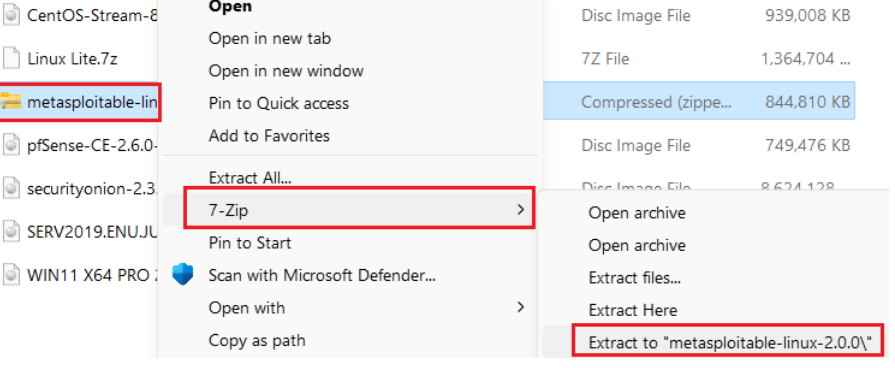 Open
CentOS-Stream-8 Disc Image File 939,008 KB
Open in new tab
Linux Lite.7z 7Z File 1,364,704 ...
Open in new window
metasploitable-lin Pin to Quick access Compressed (zippe... 844,810 KB
Add to Favorites
pfSense-CE-2.6.0- Disc Image File 749,476 KB
Extract All...
securityonion-2.3. Disc Image File 8,624,128
7-Zip Open archive
SERV2019.ENU.JU
Pin to Start Open archive
WIN11 X64 PRO Scan with Microsoft Defender... Extract files...
Open with Extract Here
Copy as path Extract to "metasploitable-linux-2.0.0\"